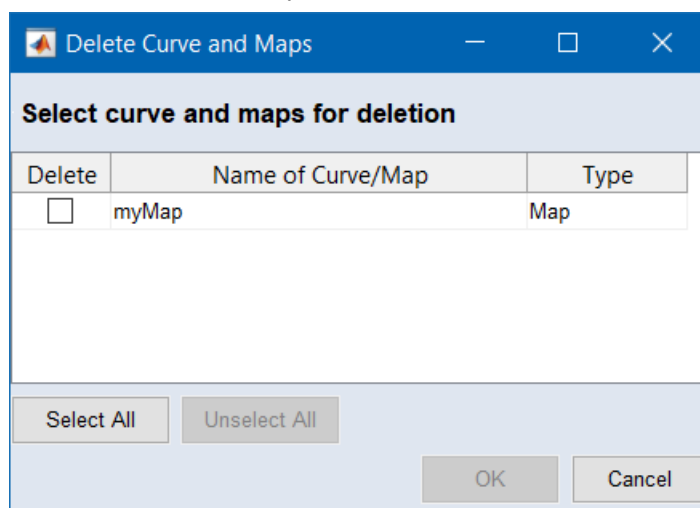 Delete Curve and Maps
Select curve and maps for deletion
Delete Name of Curve/Map Type
myMap Map
Select All Unselect All
OK Cancel